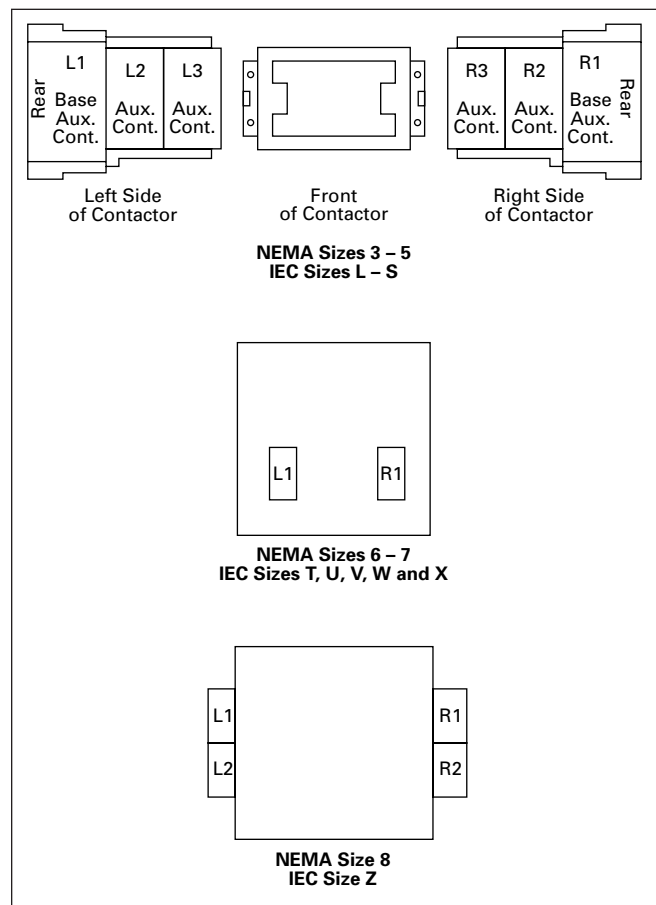 Rear
L1
Base
Aux.
Cont.
L2
Aux.
Cont.
L3
Aux.
Cont.
R3
Aux.
Cont.
R2
Aux.
Cont.
R1
Base
Aux.
Cont.
Rear
Left Side
of Contactor
Front
of Contactor
Right Side
of Contactor
NEMA Sizes 3 – 5
IEC Sizes L – S
L1
R1
NEMA Sizes 6 – 7
IEC Sizes T, U, V, W and X
L1
R1
L2
R2
NEMA Size 8
IEC Size Z